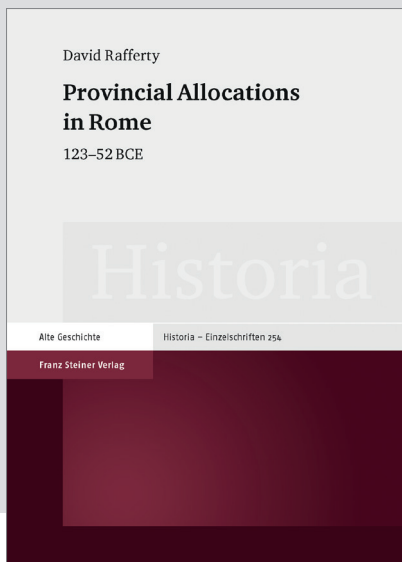 David Rafferty
Provincial Allocations
in Rome
123–52 BCE
Historia
Alte Geschichte
Historia – Einzelschriften 254
Franz Steiner Verlag